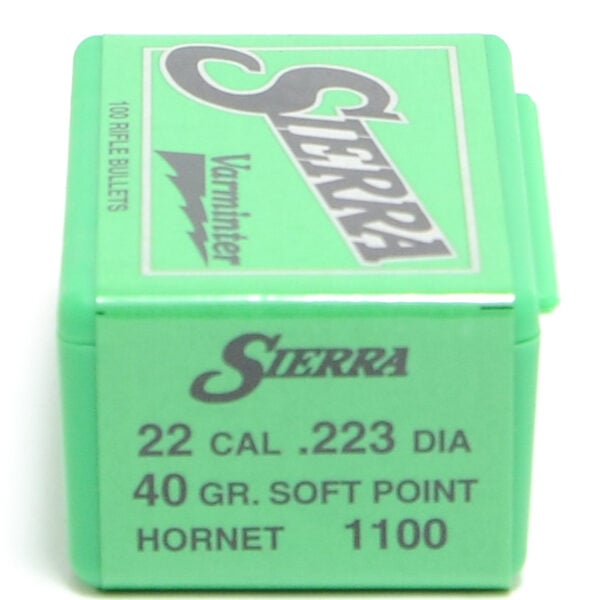 SIERRA
Varminter
100 RIFLE BULLETS
SIERRA
22 CAL .223 DIA
40 GR. SOFT POINT
HORNET 1100